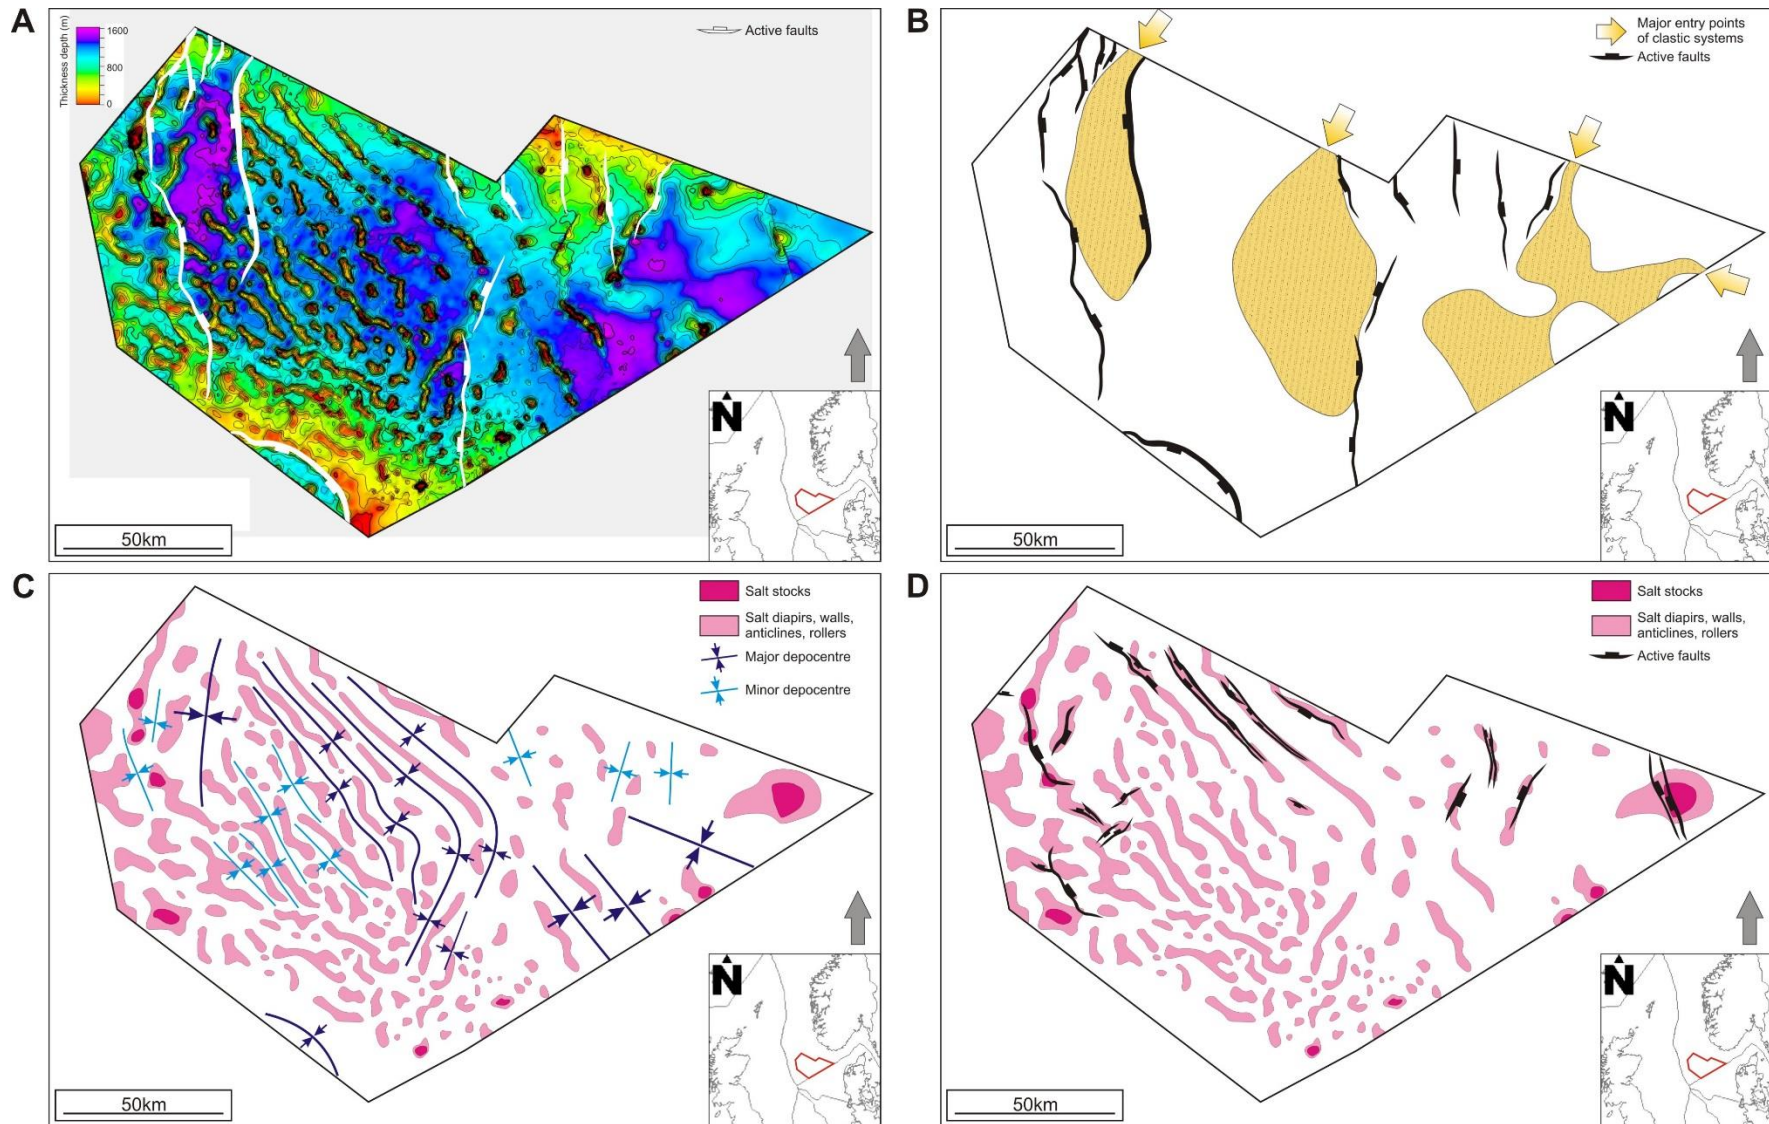 A
Thickness depth (m)
1600
800
0
Active faults
N
50km
B
Major entry points
of clastic systems
Active faults
N
50km
C
Salt stocks
Salt diapirs, walls,
anticlines, rollers
Major depocentre
Minor depocentre
N
50km
D
Salt stocks
Salt diapirs, walls,
anticlines, rollers
Active faults
N
50km